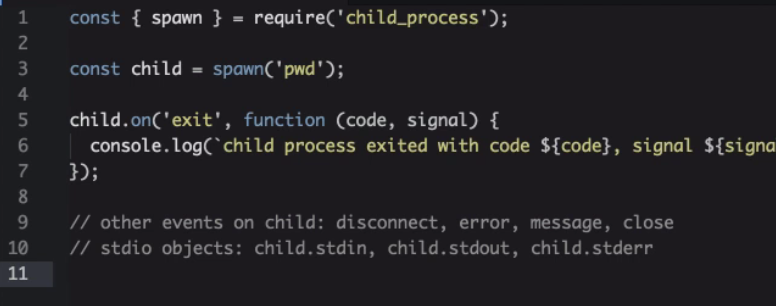 1 const { spawn } = require('child_process');
2
3 const child = spawn('pwd');
4
5 child.on('exit', function (code, signal) {
6 console.log(`child process exited with code ${code}, signal ${signa
7 });
8
9 // other events on child: disconnect, error, message, close
10 // stdio objects: child.stdin, child.stdout, child.stderr
11